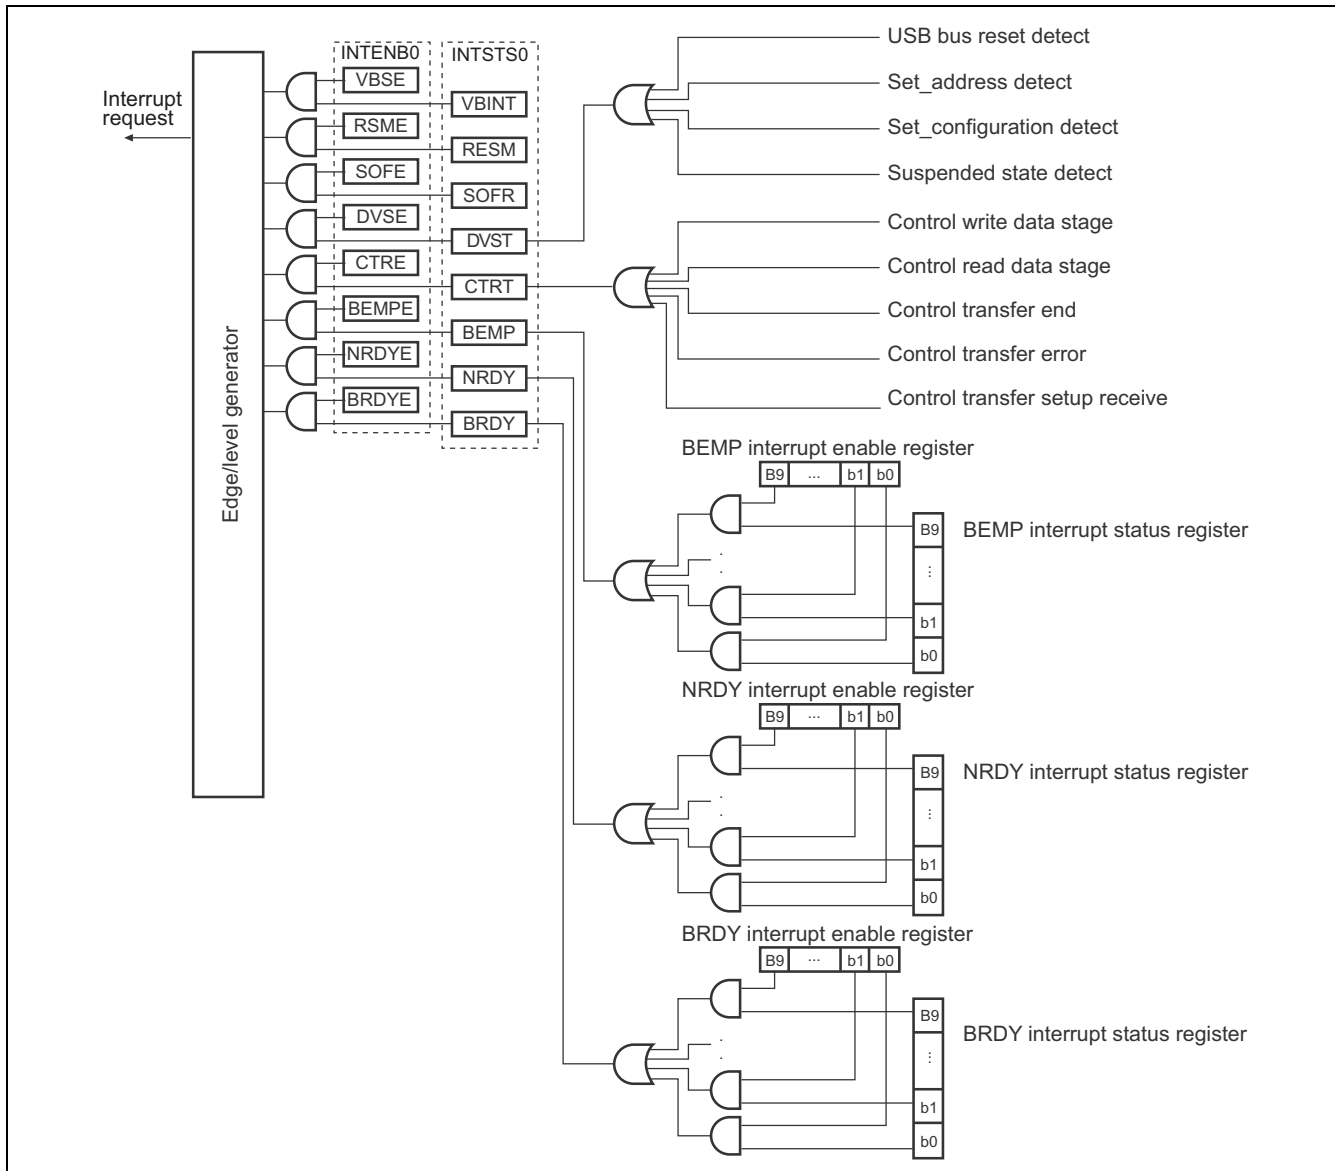 Interrupt
request
Edge/level generator
INTENB0
VBSE
RSME
SOFE
DVSE
CTRE
BEMPE
NRDYE
BRDYE
INTSTS0
VBINT
RESM
SOFR
DVST
CTRT
BEMP
NRDY
BRDY
USB bus reset detect
Set_address detect
Set_configuration detect
Suspended state detect
Control write data stage
Control read data stage
Control transfer end
Control transfer error
Control transfer setup receive
BEMP interrupt enable register
B9 ... b1 b0
BEMP interrupt status register
B9
⋮
b1
b0
NRDY interrupt enable register
B9 ... b1 b0
NRDY interrupt status register
B9
⋮
b1
b0
BRDY interrupt enable register
B9 ... b1 b0
BRDY interrupt status register
B9
⋮
b1
b0